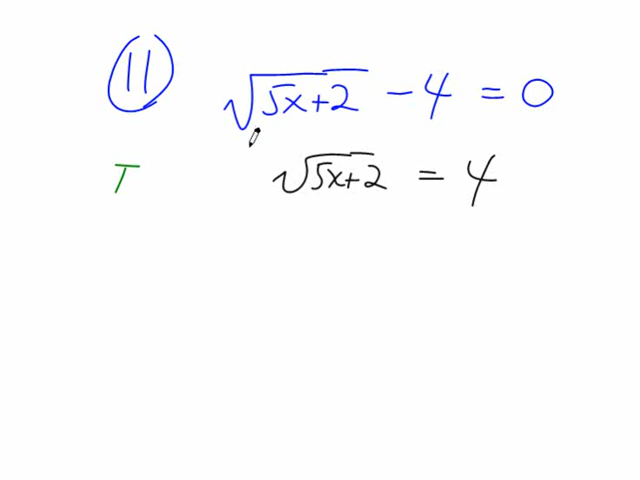 11 √5x+2 - 4 = 0
T √5x+2 = 4